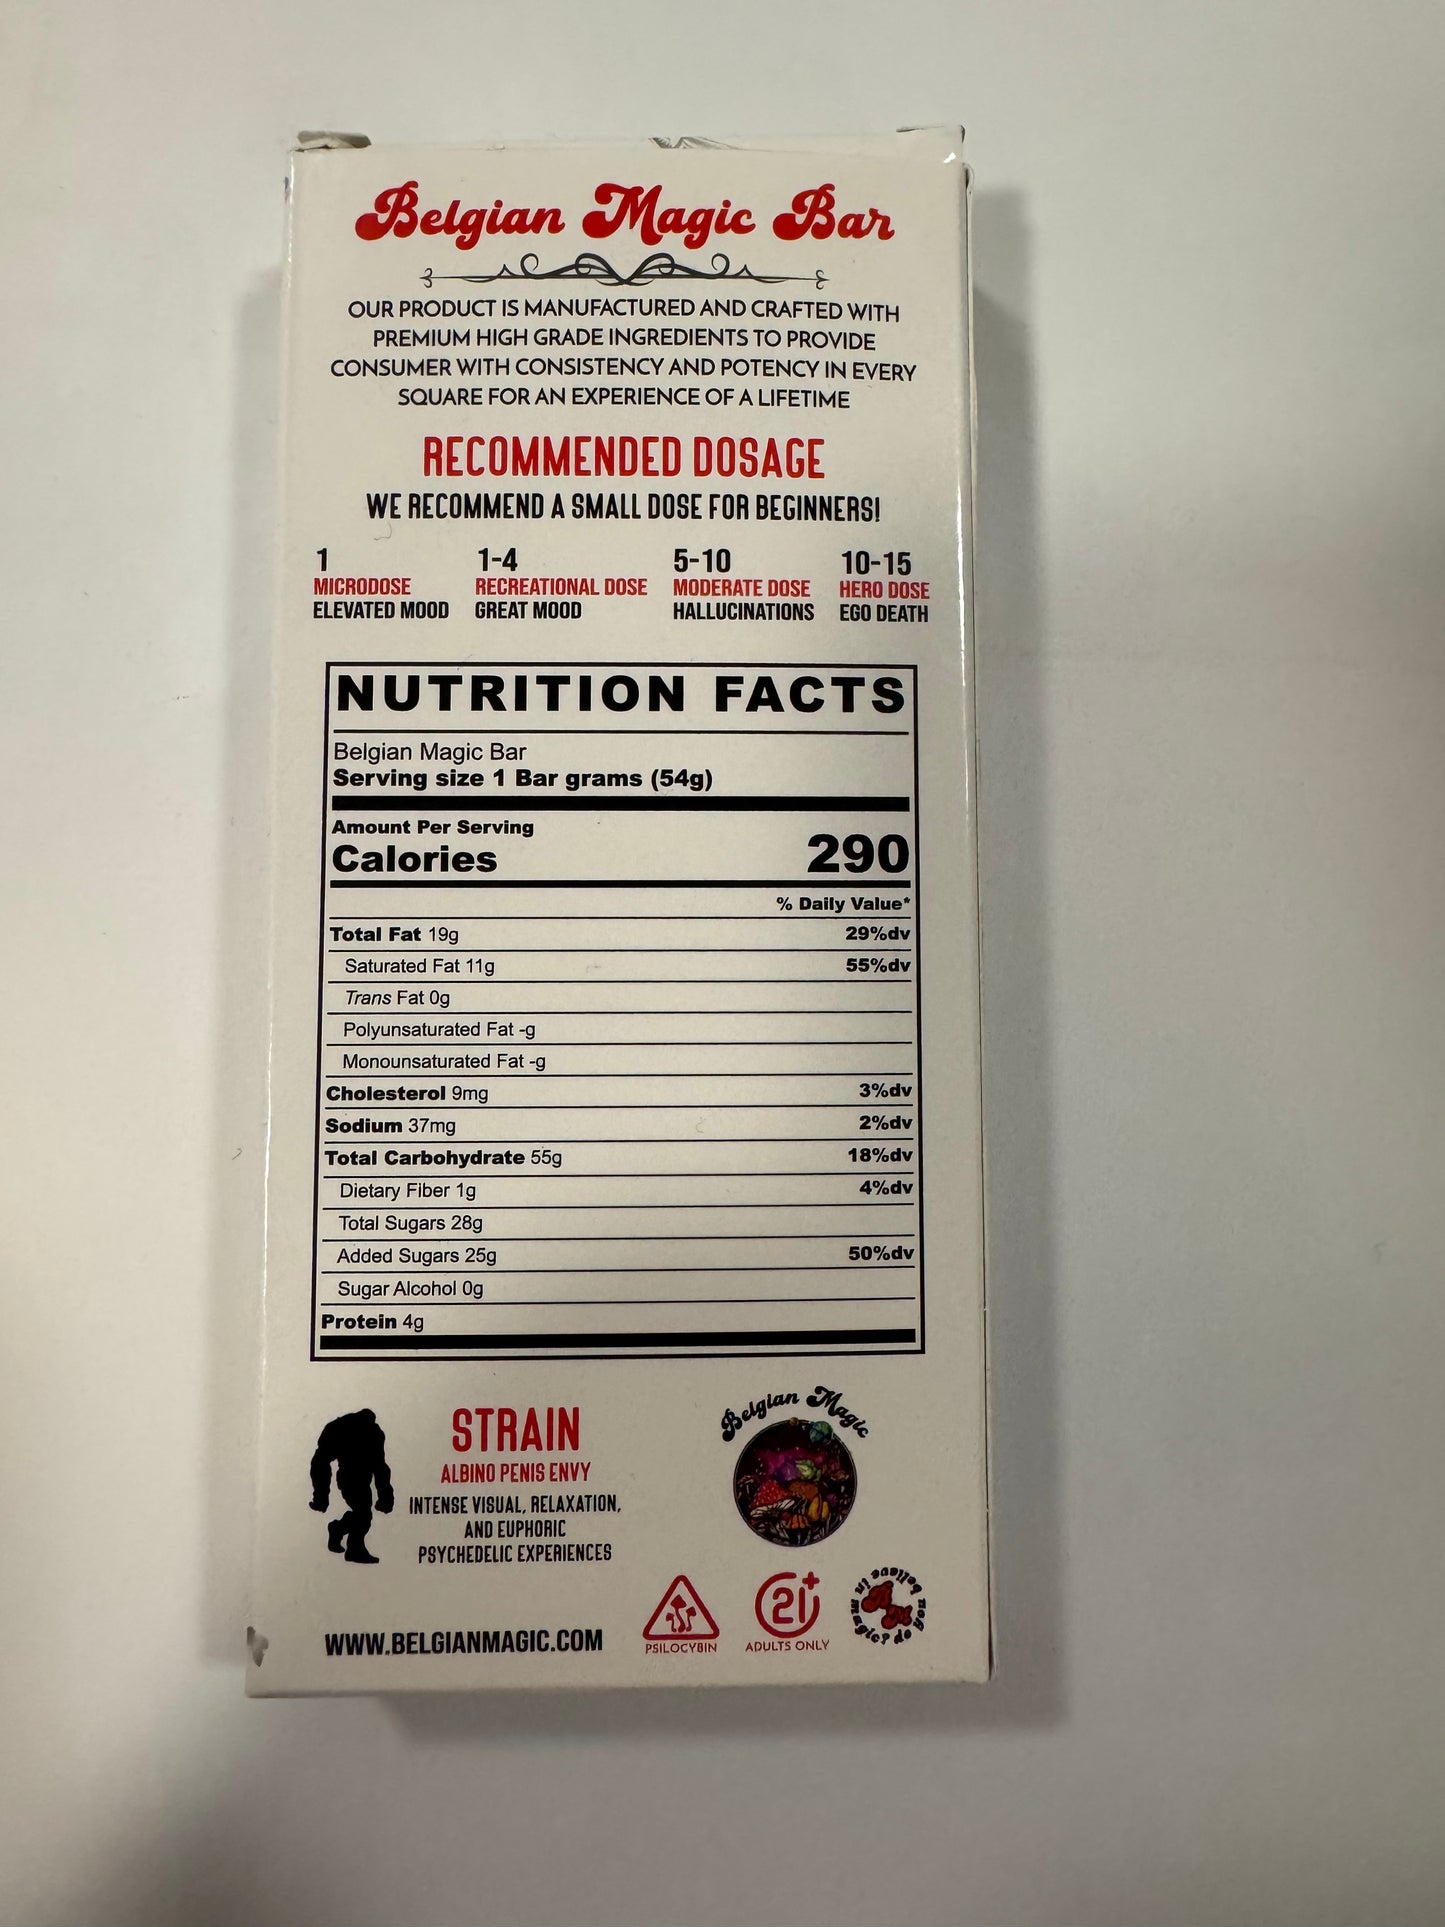 Belgian Magic Bar
OUR PRODUCT IS MANUFACTURED AND CRAFTED WITH
PREMIUM HIGH GRADE INGREDIENTS TO PROVIDE
CONSUMER WITH CONSISTENCY AND POTENCY IN EVERY
SQUARE FOR AN EXPERIENCE OF A LIFETIME
RECOMMENDED DOSAGE
WE RECOMMEND A SMALL DOSE FOR BEGINNERS!
1 1-4 5-10 10-15
MICRODOSE RECREATIONAL DOSE MODERATE DOSE HERO DOSE
ELEVATED MOOD GREAT MOOD HALLUCINATIONS EGO DEATH
NUTRITION FACTS
Belgian Magic Bar
Serving size 1 Bar grams (54g)
Amount Per Serving
Calories 290
% Daily Value*
Total Fat 19g 29%dv
Saturated Fat 11g 55%dv
Trans Fat 0g
Polyunsaturated Fat -g
Monounsaturated Fat -g
Cholesterol 9mg 3%dv
Sodium 37mg 2%dv
Total Carbohydrate 55g 18%dv
Dietary Fiber 1g 4%dv
Total Sugars 28g
Added Sugars 25g 50%dv
Sugar Alcohol 0g
Protein 4g
STRAIN
ALBINO PENIS ENVY
INTENSE VISUAL, RELAXATION,
AND EUPHORIC
PSYCHEDELIC EXPERIENCES
Belgian Magic
WWW.BELGIANMAGIC.COM
PSILOCYBIN
21+
ADULTS ONLY
do you believe in magic?
BM